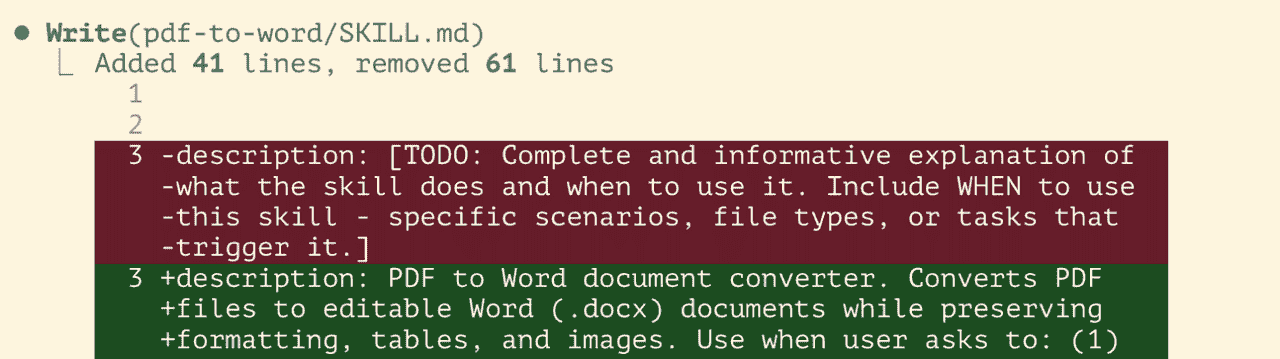 ● Write(pdf-to-word/SKILL.md)
⎿ Added 41 lines, removed 61 lines
1
2
3 -description: [TODO: Complete and informative explanation of
-what the skill does and when to use it. Include WHEN to use
-this skill - specific scenarios, file types, or tasks that
-trigger it.]
3 +description: PDF to Word document converter. Converts PDF
+files to editable Word (.docx) documents while preserving
+formatting, tables, and images. Use when user asks to: (1)